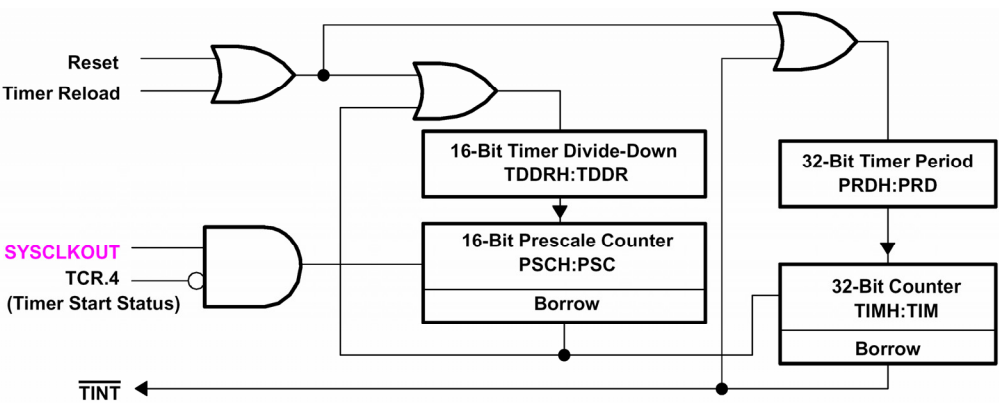 Reset
Timer Reload
16-Bit Timer Divide-Down
TDDRH:TDDR
32-Bit Timer Period
PRDH:PRD
SYSCLKOUT
TCR.4
(Timer Start Status)
16-Bit Prescale Counter
PSCH:PSC
Borrow
32-Bit Counter
TIMH:TIM
Borrow
TINT